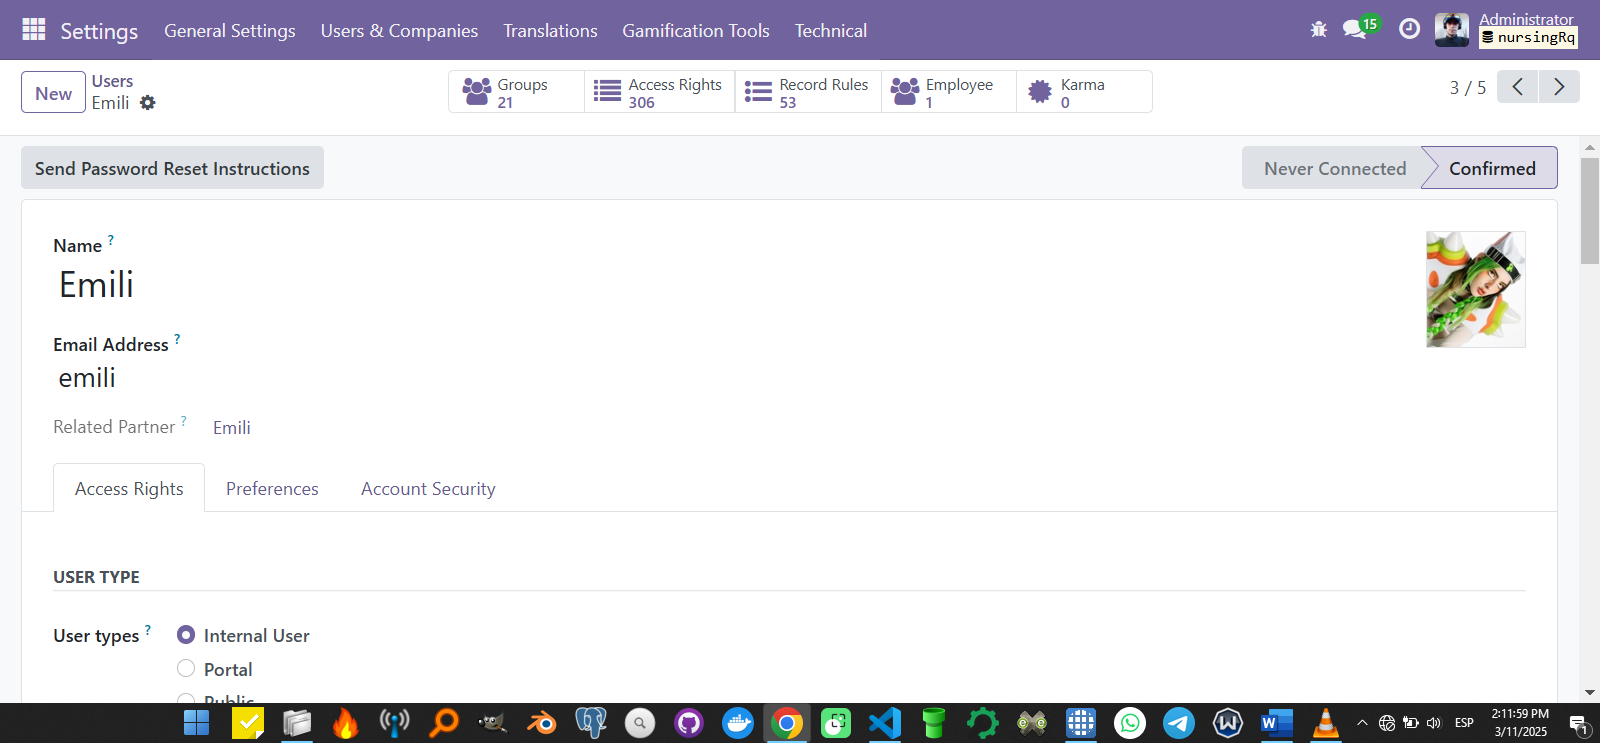 Settings General Settings Users & Companies Translations Gamification Tools Technical 15 Administrator
nursingRq
New Users
Emili
Groups 21
Access Rights 306
Record Rules 53
Employee 1
Karma 0
3 / 5
Send Password Reset Instructions
Never Connected Confirmed
Name ?
Emili
Email Address ?
emili
Related Partner ? Emili
Access Rights Preferences Account Security
USER TYPE
User types ? Internal User
Portal
Public
ESP
2:11:59 PM
3/11/2025
1